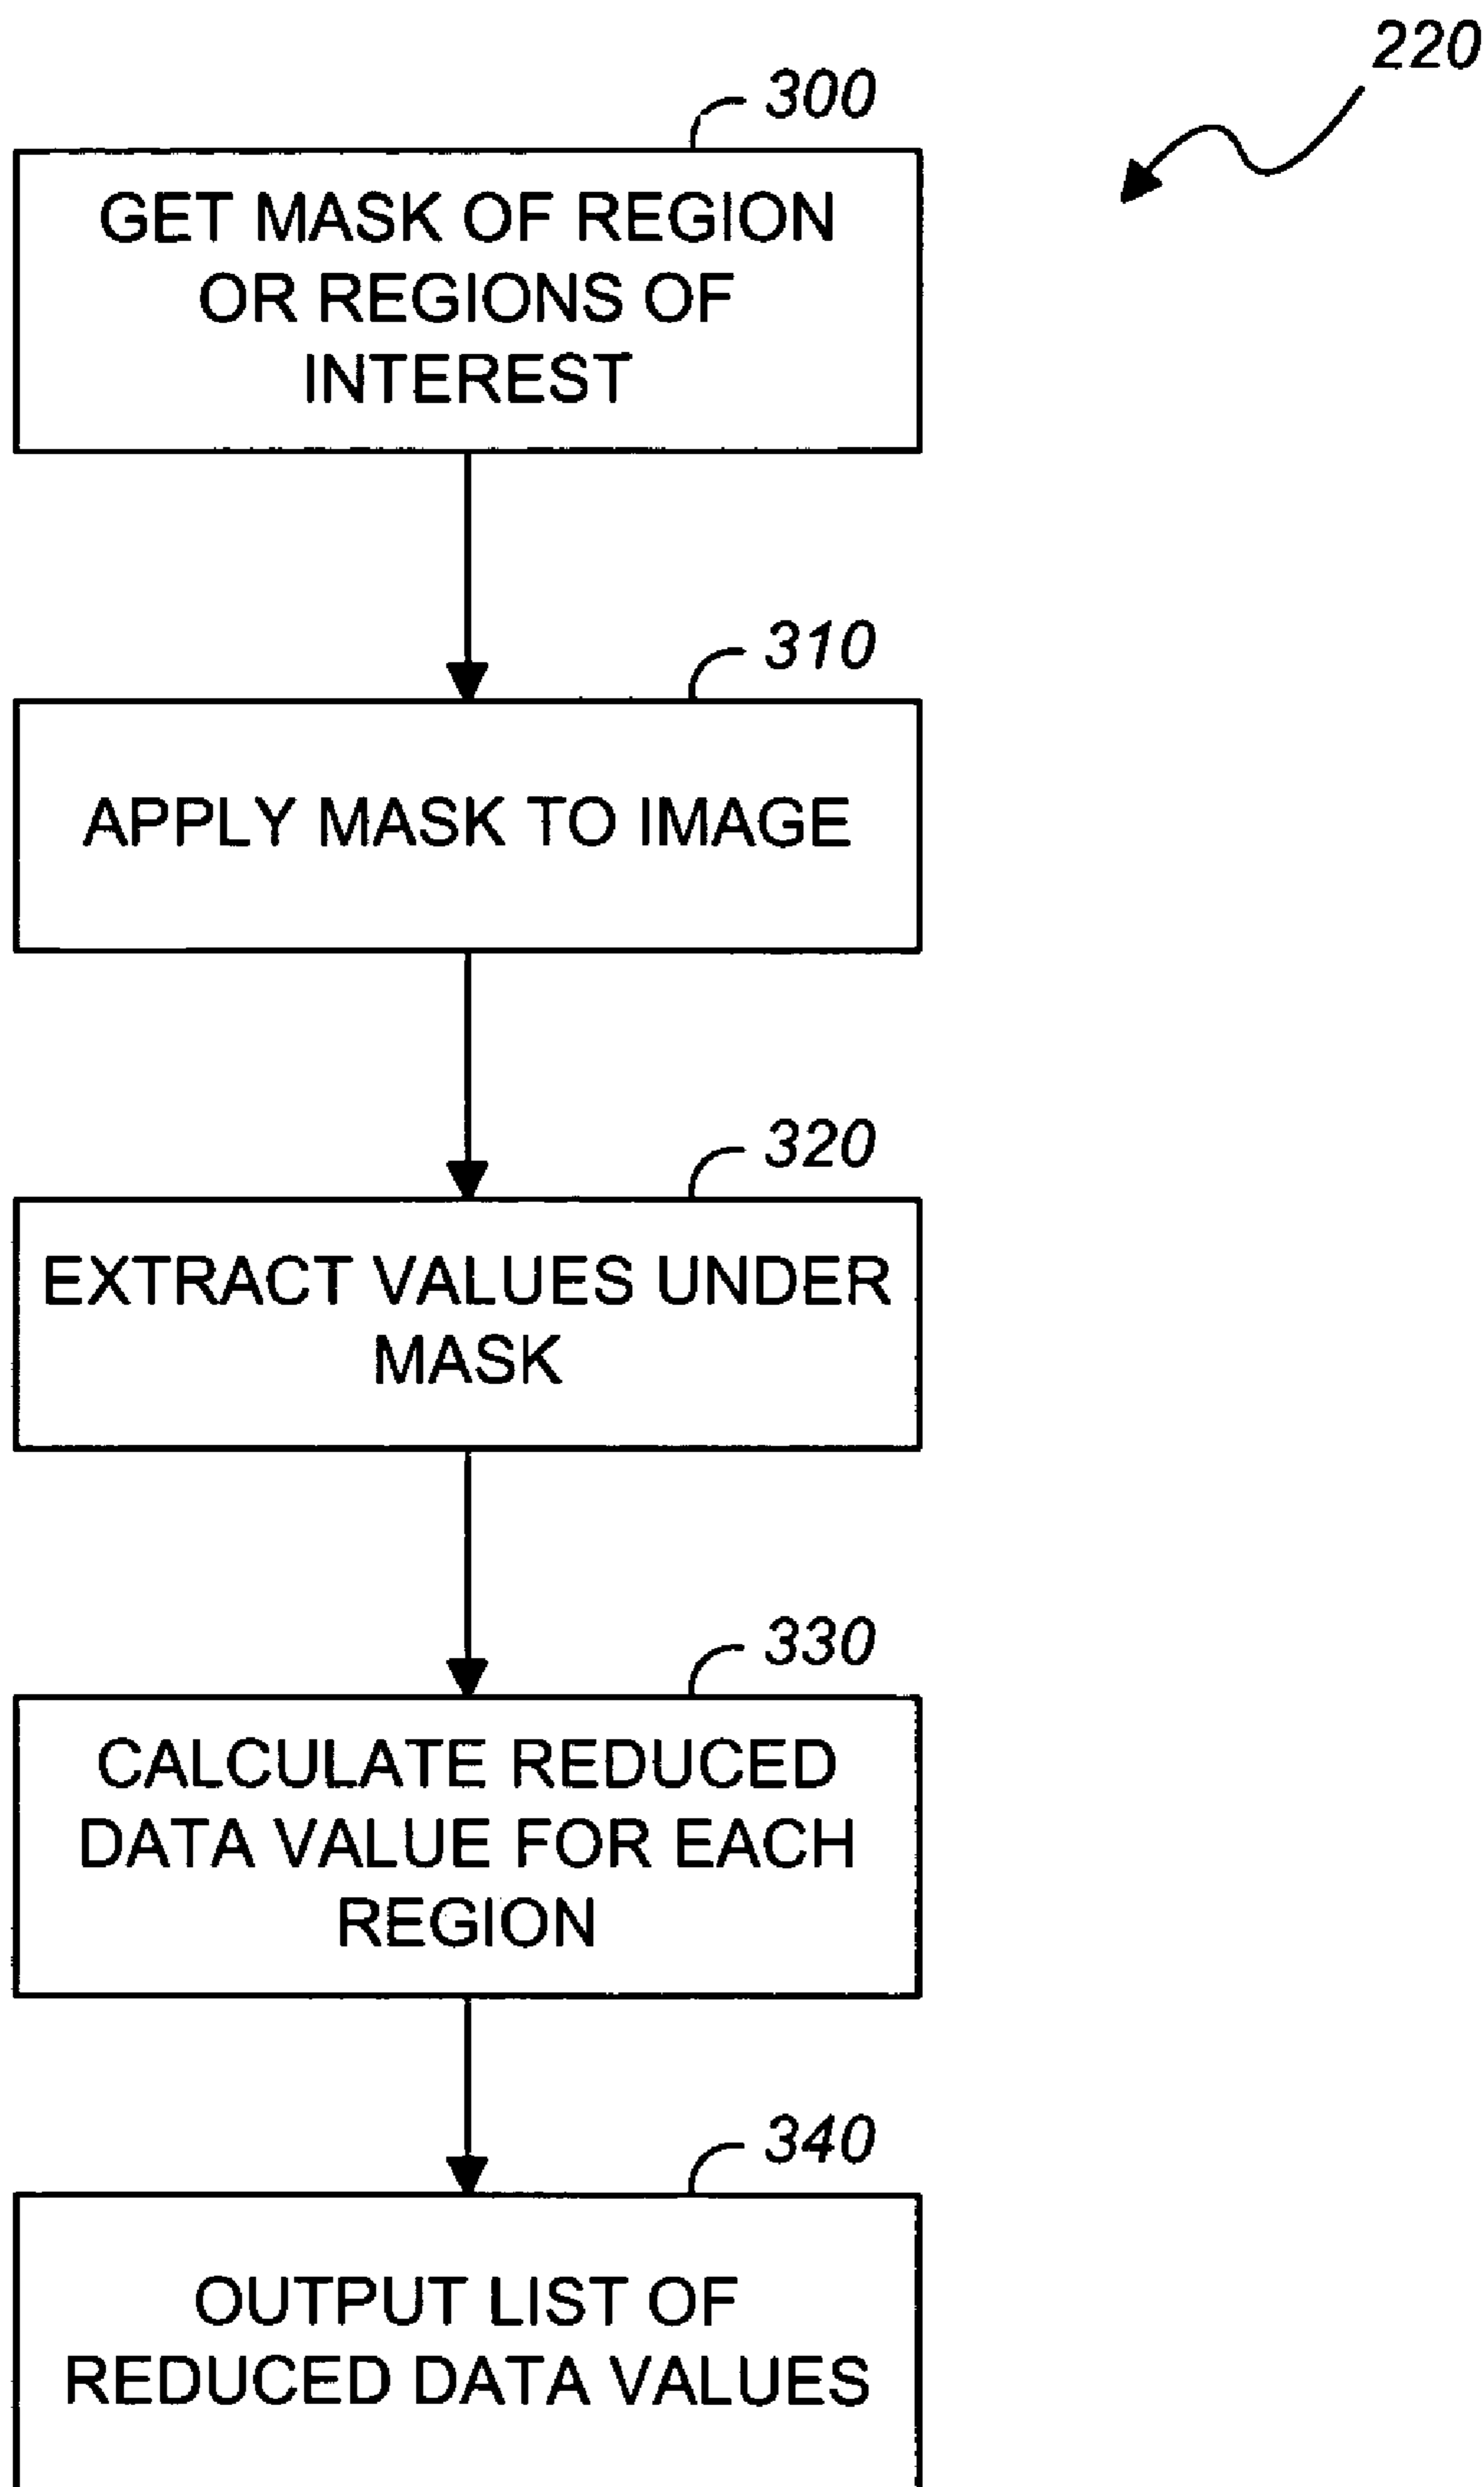 220
300
GET MASK OF REGION
OR REGIONS OF
INTEREST
310
APPLY MASK TO IMAGE
320
EXTRACT VALUES UNDER
MASK
330
CALCULATE REDUCED
DATA VALUE FOR EACH
REGION
340
OUTPUT LIST OF
REDUCED DATA VALUES